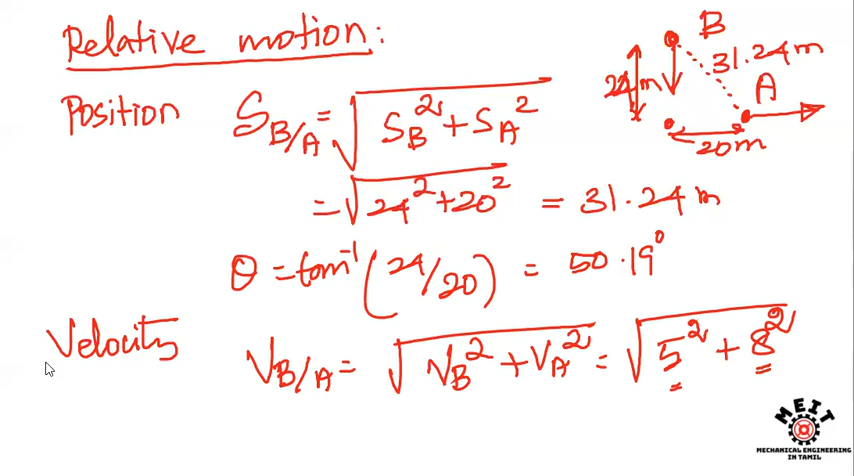 Relative motion:
B
31.24m
24m
A
20m
Position S_B/A = √(S_B² + S_A²)
= √(24² + 20²) = 31.24 m
θ = tan⁻¹(24/20) = 50.19°
Velocity V_B/A = √(V_B² + V_A²) = √(5² + 8²)
MEIT
MECHANICAL ENGINEERING
IN TAMIL